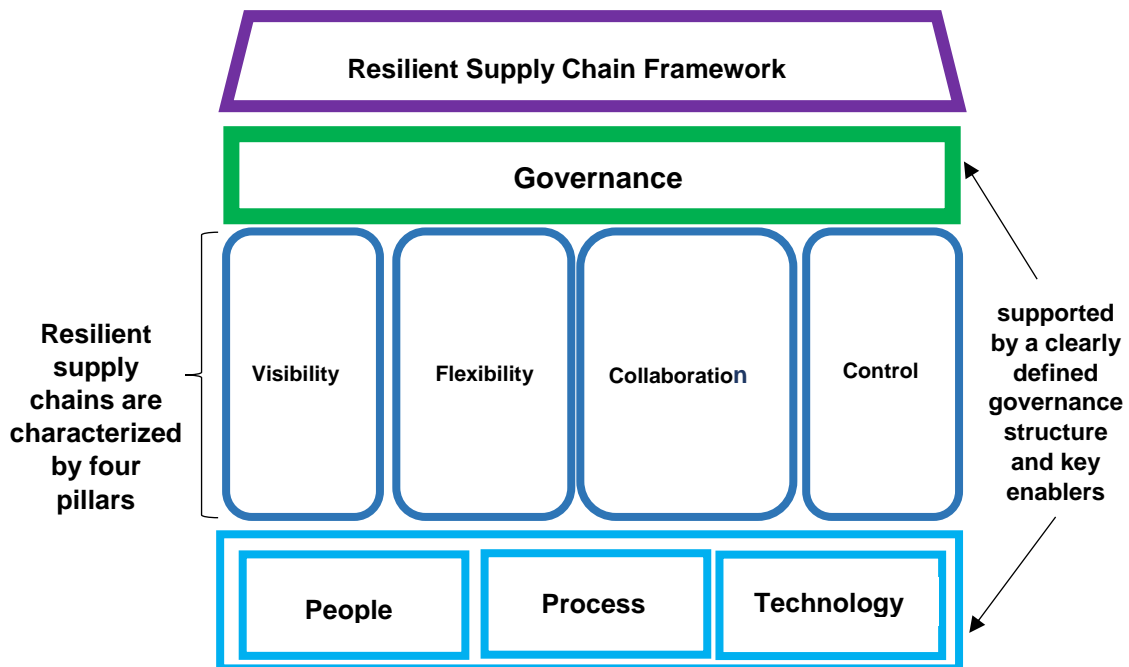 Resilient Supply Chain Framework
Governance
Resilient
supply
chains are
characterized
by four
pillars
Visibility
Flexibility
Collaboration
Control
supported
by a clearly
defined
governance
structure
and key
enablers
People
Process
Technology